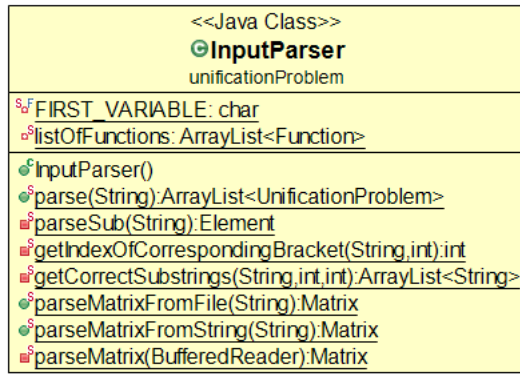 <<Java Class>>
InputParser
unificationProblem
FIRST_VARIABLE: char
listOfFunctions: ArrayList<Function>
InputParser()
parse(String):ArrayList<UnificationProblem>
parseSub(String):Element
getIndexOfCorrespondingBracket(String,int):int
getCorrectSubstrings(String,int,int):ArrayList<String>
parseMatrixFromFile(String):Matrix
parseMatrixFromString(String):Matrix
parseMatrix(BufferedReader):Matrix